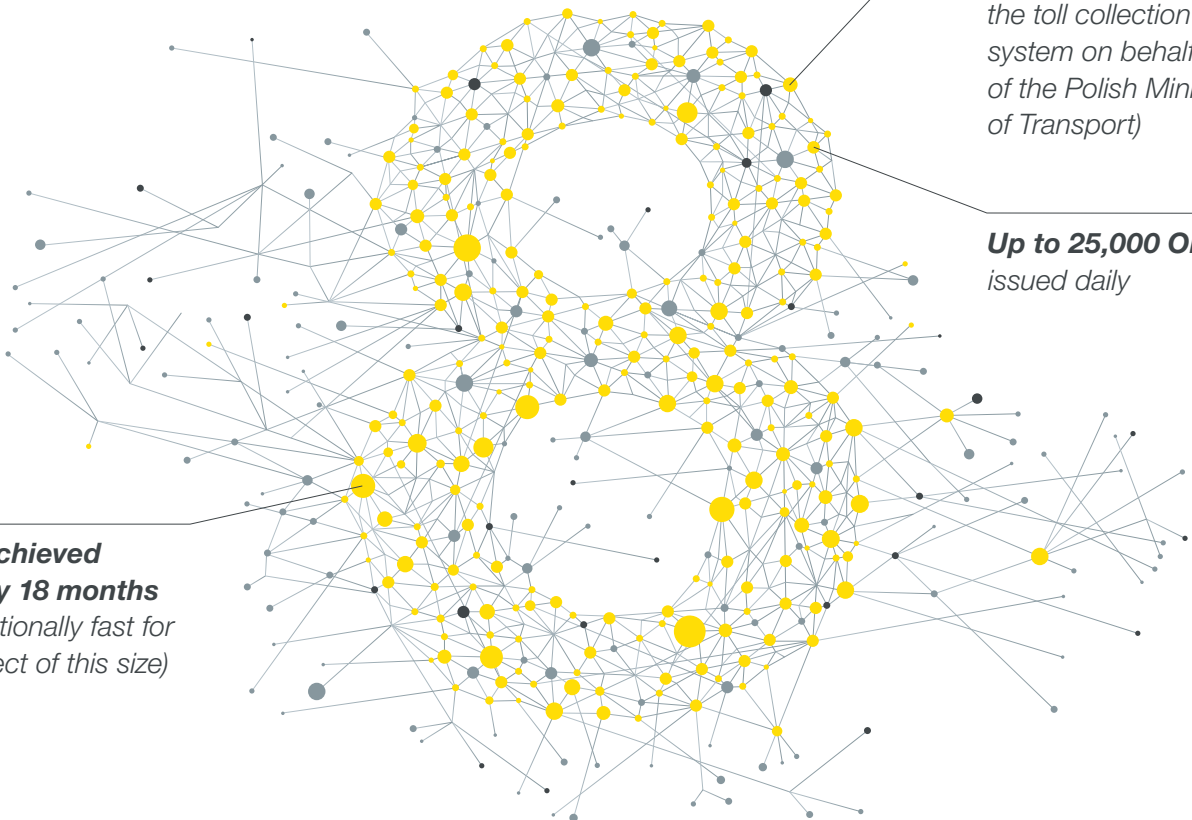 the toll collection
system on behalf
of the Polish
of Transport)
Up to 25,000
issued daily
18 months
fast for
of this size)